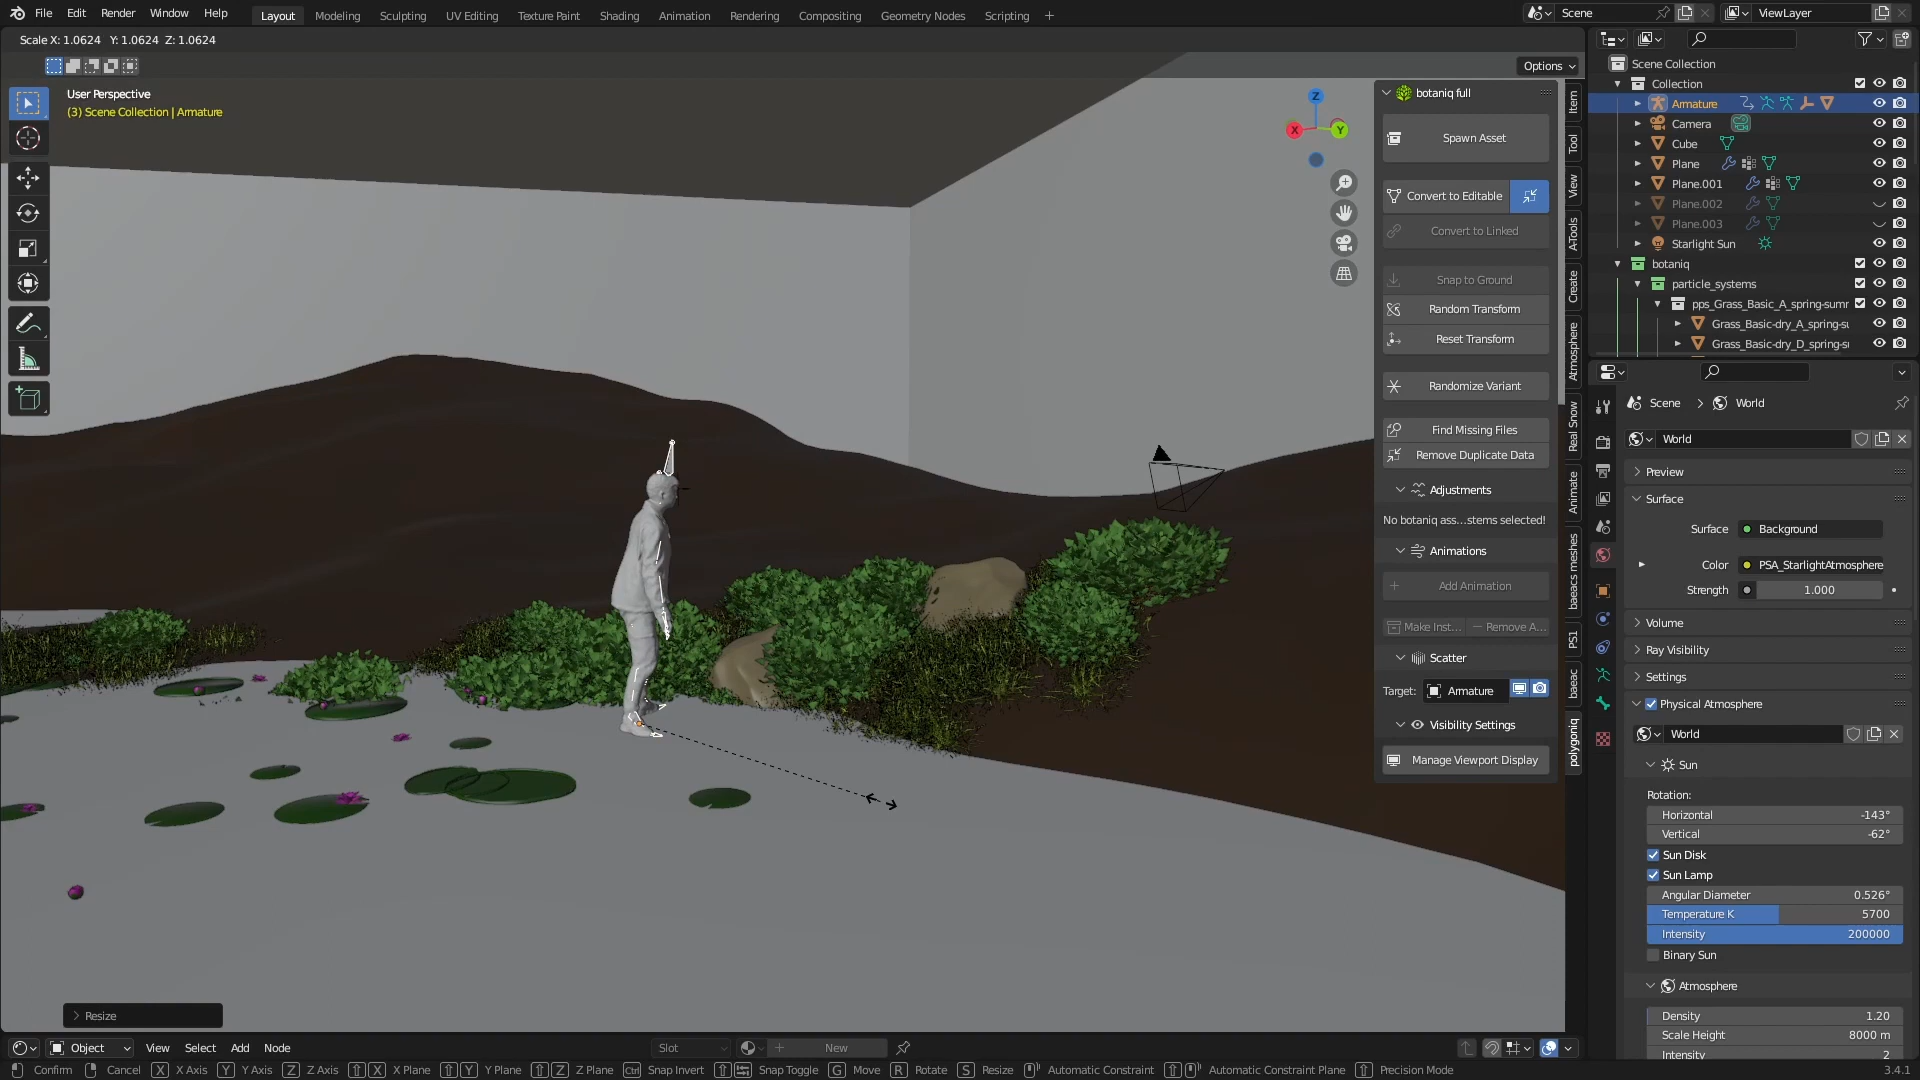 File Edit Render Window Help Layout Modeling Sculpting UV Editing Texture Paint Shading Animation Rendering Compositing Geometry Nodes Scripting + Scene ViewLayer
Scale X: 1.0624 Y: 1.0624 Z: 1.0624
Options
User Perspective
(3) Scene Collection | Armature
Z
X
Y
botaniq full
Spawn Asset
Convert to Editable
Convert to Linked
Snap to Ground
Random Transform
Reset Transform
Randomize Variant
Find Missing Files
Remove Duplicate Data
Adjustments
No botaniq ass...stems selected!
Animations
Add Animation
Make Inst... Remove A...
Scatter
Target: Armature
Visibility Settings
Manage Viewport Display
Item
Tool
View
A-Tools
Create
Atmosphere
Real Snow
Animate
baeacs meshes
PS1
baeac
polygoniq
Scene Collection
Collection
Armature
Camera
Cube
Plane
Plane.001
Plane.002
Plane.003
Starlight Sun
botaniq
particle_systems
pps_Grass_Basic_A_spring-summ
Grass_Basic-dry_A_spring-su
Grass_Basic-dry_D_spring-su
Scene > World
World
Preview
Surface
Surface Background
Color PSA_StarlightAtmosphere
Strength 1.000
Volume
Ray Visibility
Settings
Physical Atmosphere
World
Sun
Rotation:
Horizontal -143°
Vertical -62°
Sun Disk
Sun Lamp
Angular Diameter 0.526°
Temperature K 5700
Intensity 200000
Binary Sun
Atmosphere
Density 1.20
Scale Height 8000 m
Intensity 2
Resize
Object View Select Add Node Slot New
Confirm Cancel X X Axis Y Y Axis Z Z Axis X X Plane Y Y Plane Z Z Plane Ctrl Snap Invert Snap Toggle G Move R Rotate S Resize Automatic Constraint Automatic Constraint Plane Precision Mode 3.4.1